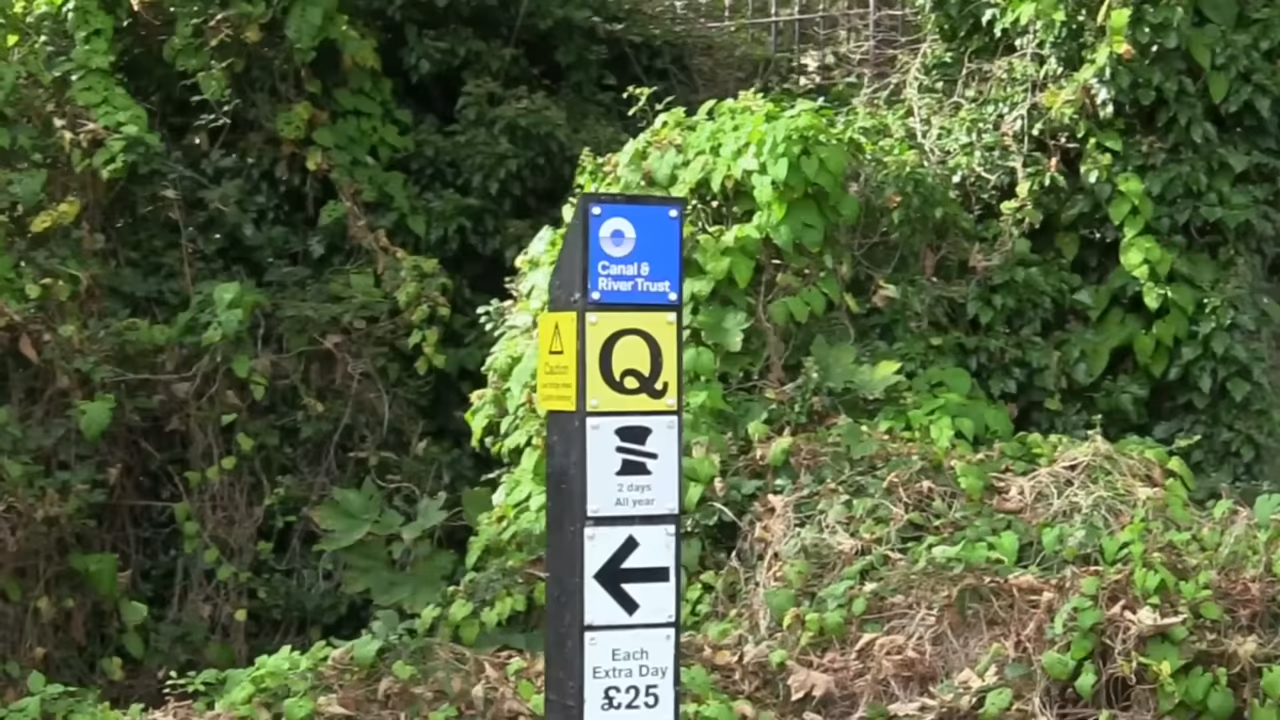 Canal &
River Trust
Caution
Q
2 days
All year
Each
Extra Day
£25